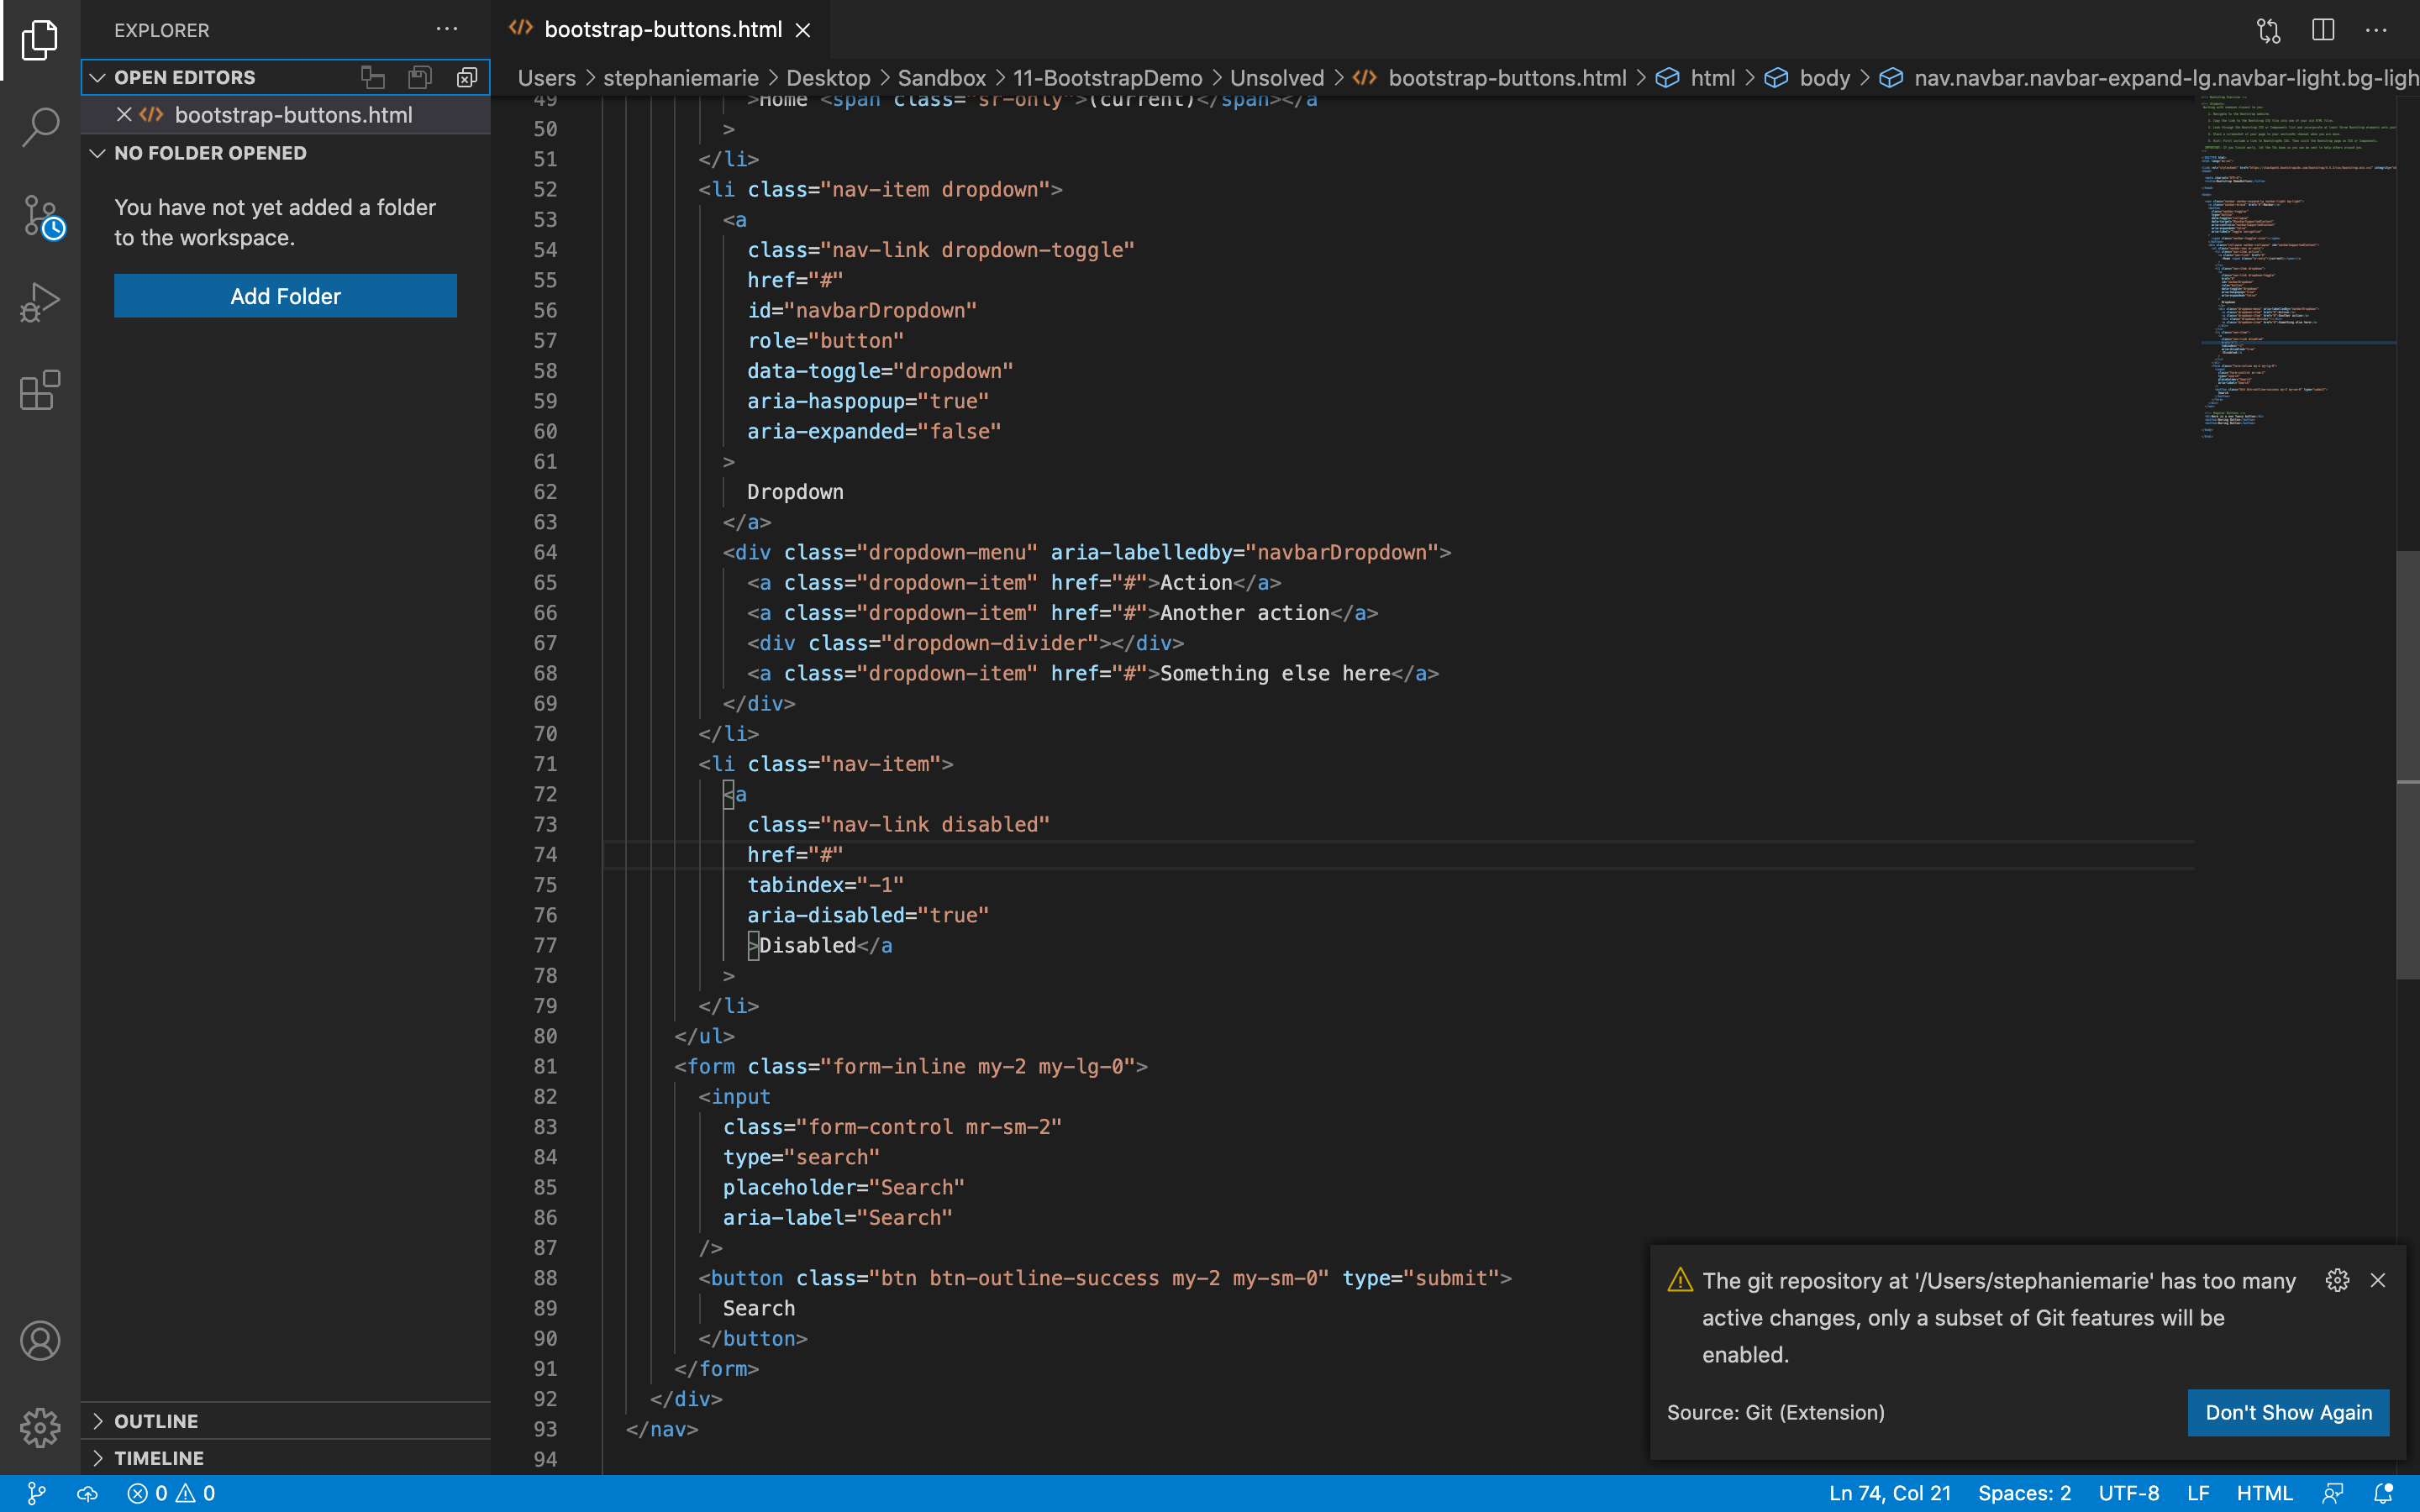 EXPLORER
OPEN EDITORS
bootstrap-buttons.html
NO FOLDER OPENED
You have not yet added a folder
to the workspace.
Add Folder
OUTLINE
TIMELINE
bootstrap-buttons.html
Users > stephaniemarie > Desktop > Sandbox > 11-BootstrapDemo > Unsolved > bootstrap-buttons.html > html > body > nav.navbar.navbar-expand-lg.navbar-light.bg-ligh
49 >Home <span class="sr-only">(current)</span></a
50 >
51 </li>
52 <li class="nav-item dropdown">
53 <a
54 class="nav-link dropdown-toggle"
55 href="#"
56 id="navbarDropdown"
57 role="button"
58 data-toggle="dropdown"
59 aria-haspopup="true"
60 aria-expanded="false"
61 >
62 Dropdown
63 </a>
64 <div class="dropdown-menu" aria-labelledby="navbarDropdown">
65 <a class="dropdown-item" href="#">Action</a>
66 <a class="dropdown-item" href="#">Another action</a>
67 <div class="dropdown-divider"></div>
68 <a class="dropdown-item" href="#">Something else here</a>
69 </div>
70 </li>
71 <li class="nav-item">
72 <a
73 class="nav-link disabled"
74 href="#"
75 tabindex="-1"
76 aria-disabled="true"
77 >Disabled</a
78 >
79 </li>
80 </ul>
81 <form class="form-inline my-2 my-lg-0">
82 <input
83 class="form-control mr-sm-2"
84 type="search"
85 placeholder="Search"
86 aria-label="Search"
87 />
88 <button class="btn btn-outline-success my-2 my-sm-0" type="submit">
89 Search
90 </button>
91 </form>
92 </div>
93 </nav>
94
The git repository at '/Users/stephaniemarie' has too many
active changes, only a subset of Git features will be
enabled.
Source: Git (Extension)
Don't Show Again
0 0
Ln 74, Col 21 Spaces: 2 UTF-8 LF HTML